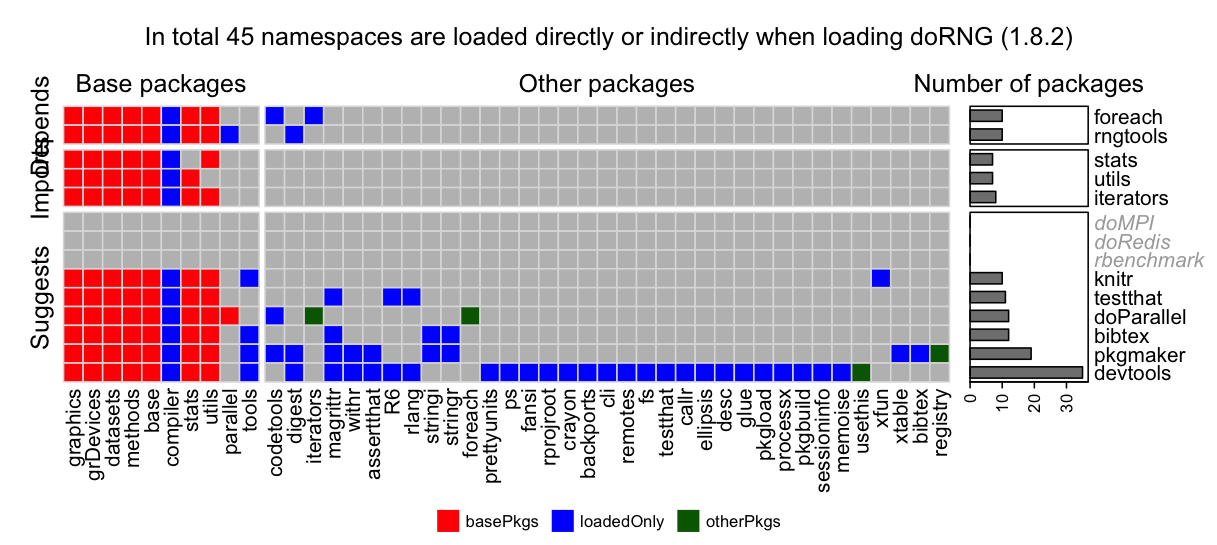 In total 45 namespaces are loaded directly or indirectly when loading doRNG (1.8.2)
Base packages
Other packages
Number of packages
Depends
Imports
Suggests
foreach
rngtools
stats
utils
iterators
doMPI
doRedis
rbenchmark
knitr
testthat
doParallel
bibtex
pkgmaker
devtools
0
10
20
30
graphics
grDevices
datasets
methods
base
compiler
stats
utils
parallel
tools
codetools
digest
iterators
magrittr
withr
assertthat
R6
rlang
stringi
stringr
foreach
prettyunits
ps
fansi
rprojroot
crayon
backports
cli
remotes
fs
testthat
callr
ellipsis
desc
glue
pkgload
processx
pkgbuild
sessioninfo
memoise
usethis
xfun
xtable
bibtex
registry
basePkgs
loadedOnly
otherPkgs